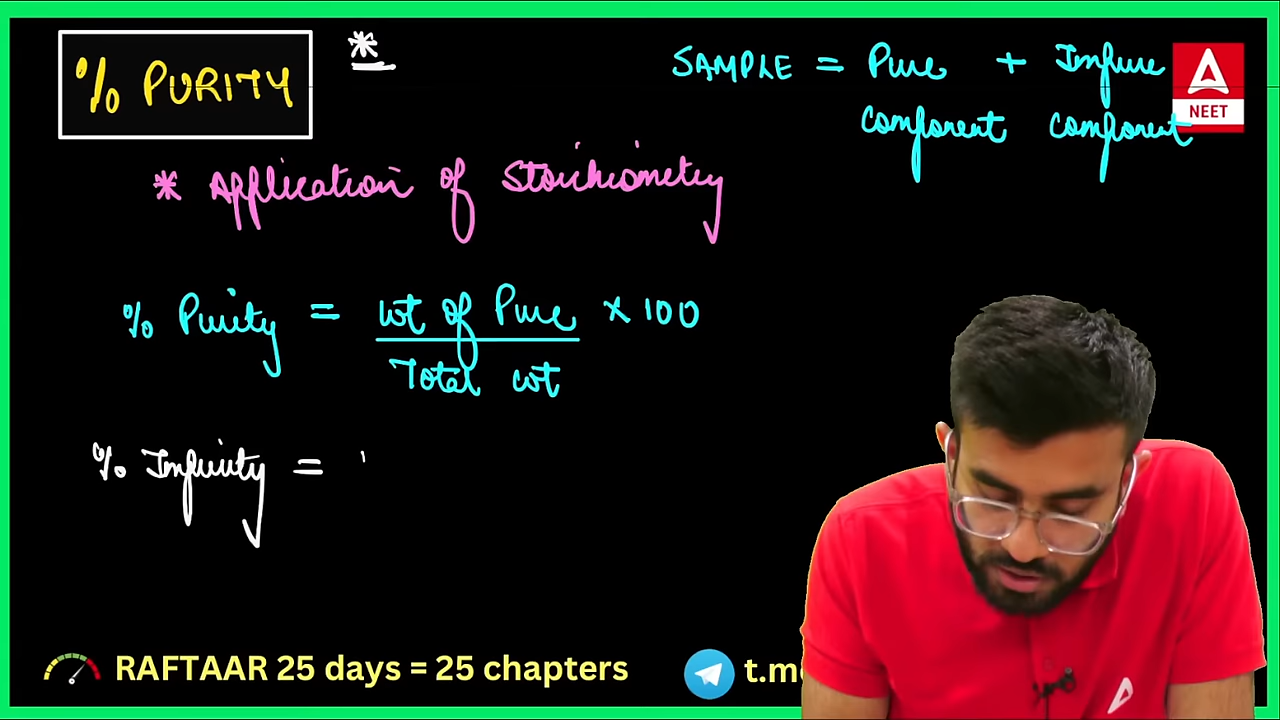 % PURITY
*
SAMPLE = Pure + Impure
component component
NEET
* Application of Stoichiometry
% Purity = wt of Pure × 100
Total wt
% Impurity =
RAFTAAR 25 days = 25 chapters
t.me